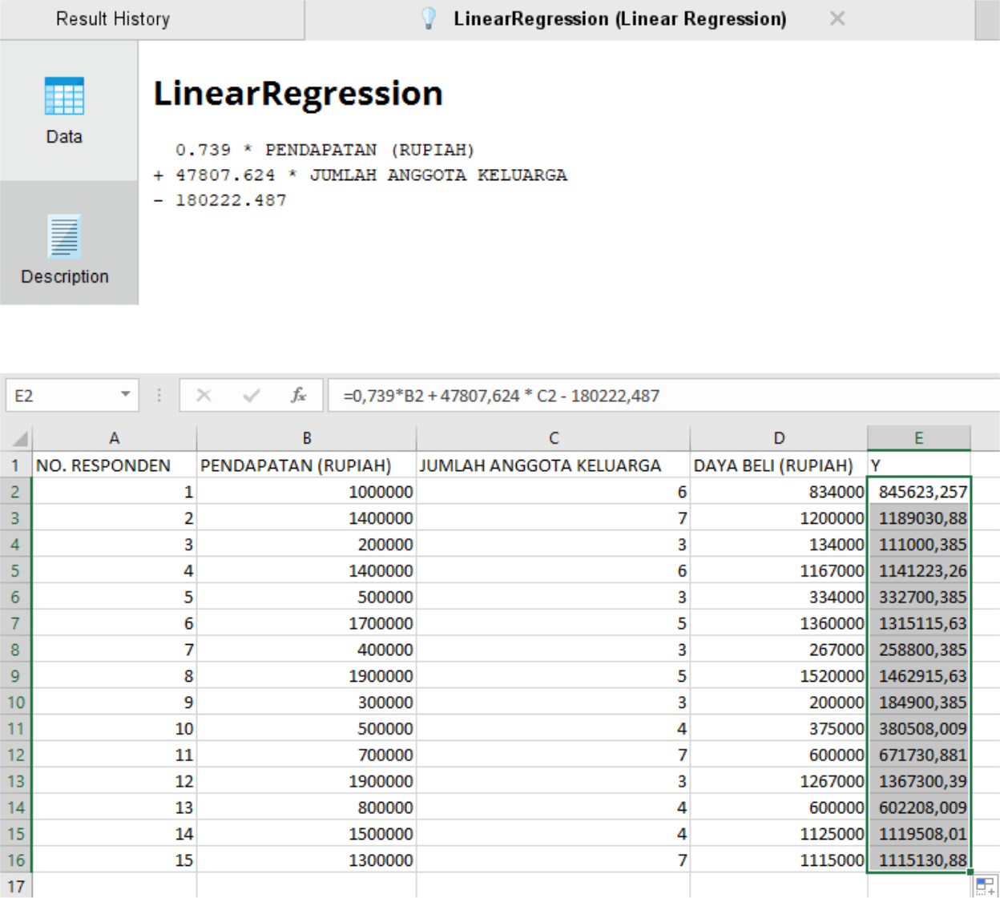 Result History LinearRegression (Linear Regression)
LinearRegression
Data
0.739 * PENDAPATAN (RUPIAH)
+ 47807.624 * JUMLAH ANGGOTA KELUARGA
- 180222.487
Description
E2 fx =0,739*B2 + 47807,624 * C2 - 180222,487
A B C D E
1 NO. RESPONDEN PENDAPATAN (RUPIAH) JUMLAH ANGGOTA KELUARGA DAYA BELI (RUPIAH) Y
2 1 1000000 6 834000 845623,257
3 2 1400000 7 1200000 1189030,88
4 3 200000 3 134000 111000,385
5 4 1400000 6 1167000 1141223,26
6 5 500000 3 334000 332700,385
7 6 1700000 5 1360000 1315115,63
8 7 400000 3 267000 258800,385
9 8 1900000 5 1520000 1462915,63
10 9 300000 3 200000 184900,385
11 10 500000 4 375000 380508,009
12 11 700000 7 600000 671730,881
13 12 1900000 3 1267000 1367300,39
14 13 800000 4 600000 602208,009
15 14 1500000 4 1125000 1119508,01
16 15 1300000 7 1115000 1115130,88
17